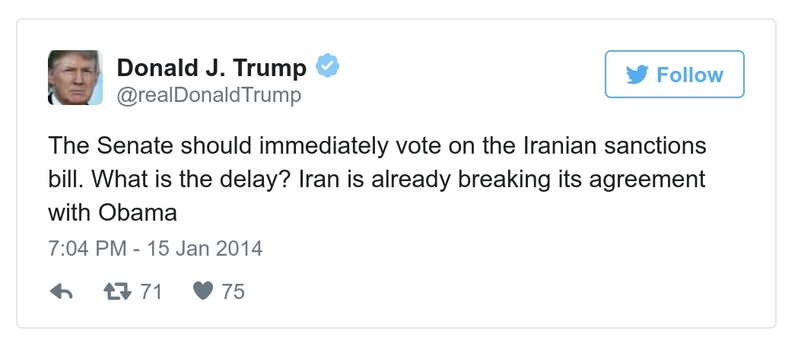 Donald J. Trump
@realDonaldTrump
Follow
The Senate should immediately vote on the Iranian sanctions
bill. What is the delay? Iran is already breaking its agreement
with Obama
7:04 PM - 15 Jan 2014
71 75